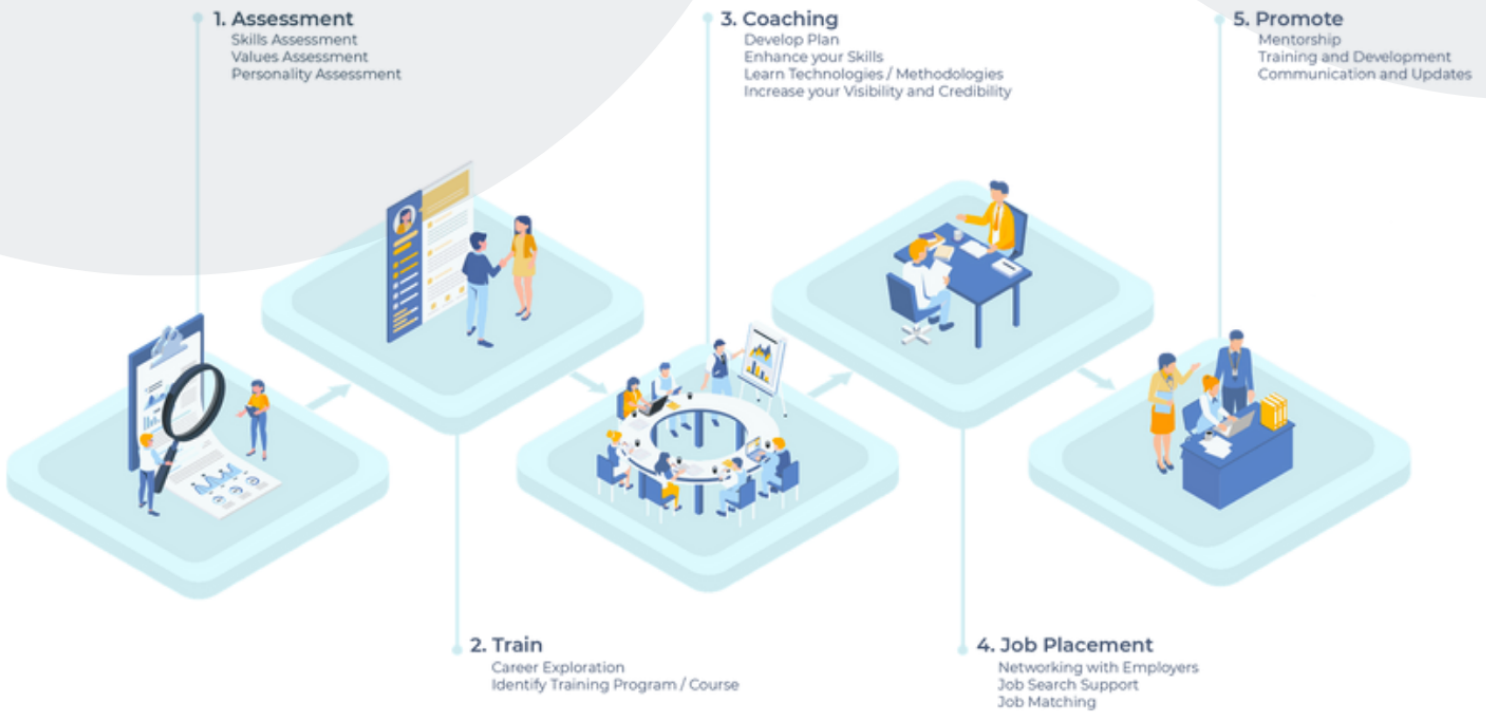 1. Assessment
Skills Assessment
Values Assessment
Personality Assessment
2. Train
Career Exploration
Identify Training Program / Course
3. Coaching
Develop Plan
Enhance your Skills
Learn Technologies / Methodologies
Increase your Visibility and Credibility
4. Job Placement
Networking with Employers
Job Search Support
Job Matching
5. Promote
Mentorship
Training and Development
Communication and Updates